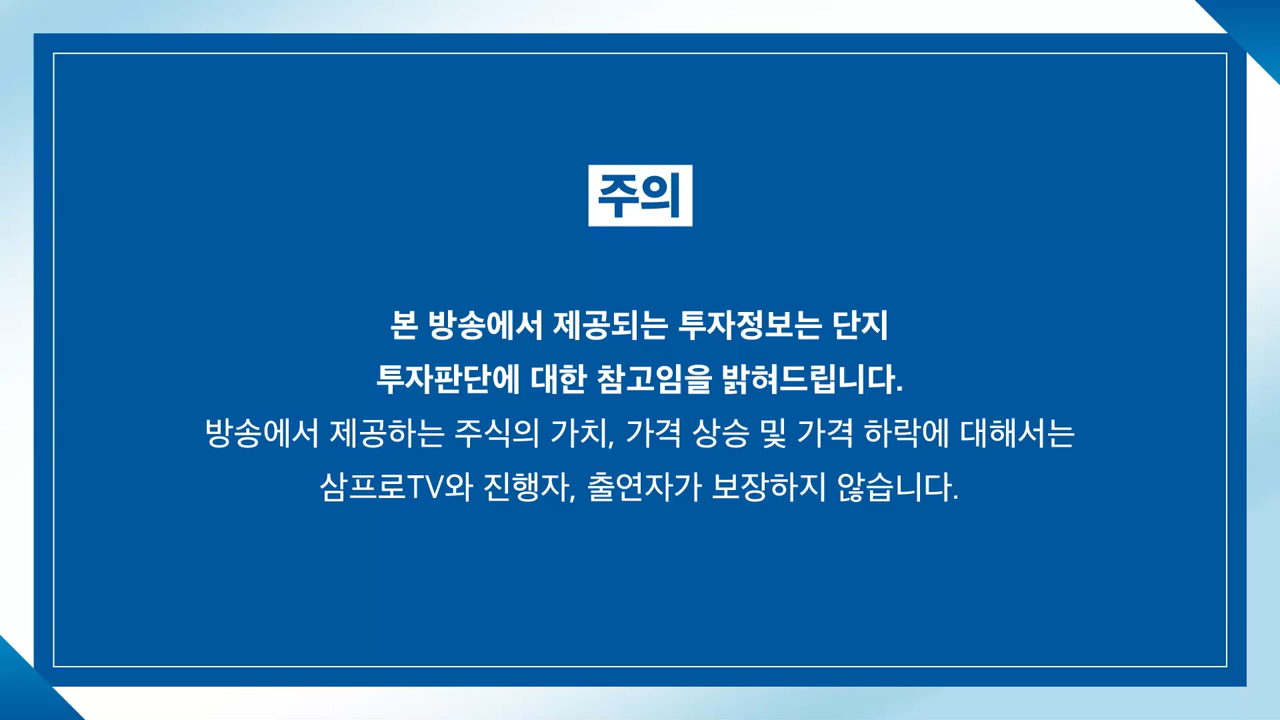 주의
본 방송에서 제공되는 투자정보는 단지
투자판단에 대한 참고임을 밝혀드립니다.
방송에서 제공하는 주식의 가치, 가격 상승 및 가격 하락에 대해서는
삼프로TV와 진행자, 출연자가 보장하지 않습니다.